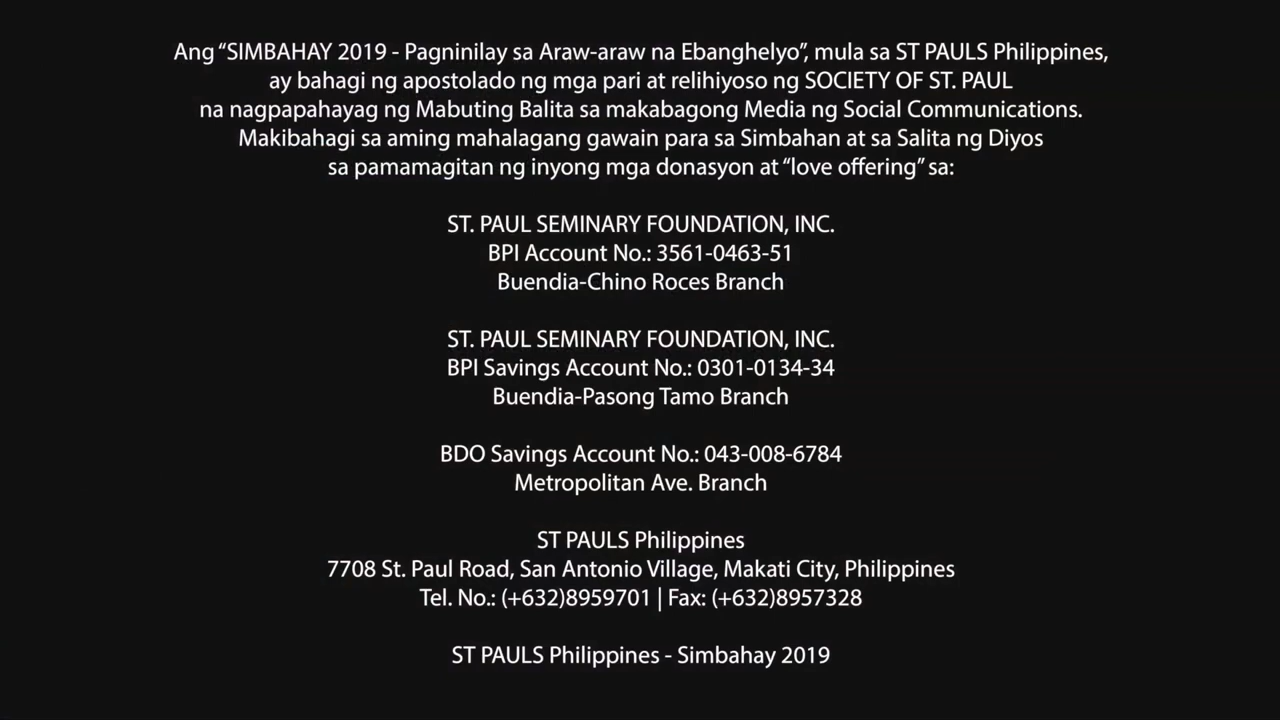 Ang “SIMBAHAY 2019 - Pagninilay sa Araw-araw na Ebanghelyo”, mula sa ST PAULS Philippines,
ay bahagi ng apostolado ng mga pari at relihiyoso ng SOCIETY OF ST. PAUL
na nagpapahayag ng Mabuting Balita sa makabagong Media ng Social Communications.
Makibahagi sa aming mahalagang gawain para sa Simbahan at sa Salita ng Diyos
sa pamamagitan ng inyong mga donasyon at “love offering” sa:
ST. PAUL SEMINARY FOUNDATION, INC.
BPI Account No.: 3561-0463-51
Buendia-Chino Roces Branch
ST. PAUL SEMINARY FOUNDATION, INC.
BPI Savings Account No.: 0301-0134-34
Buendia-Pasong Tamo Branch
BDO Savings Account No.: 043-008-6784
Metropolitan Ave. Branch
ST PAULS Philippines
7708 St. Paul Road, San Antonio Village, Makati City, Philippines
Tel. No.: (+632)8959701 | Fax: (+632)8957328
ST PAULS Philippines - Simbahay 2019